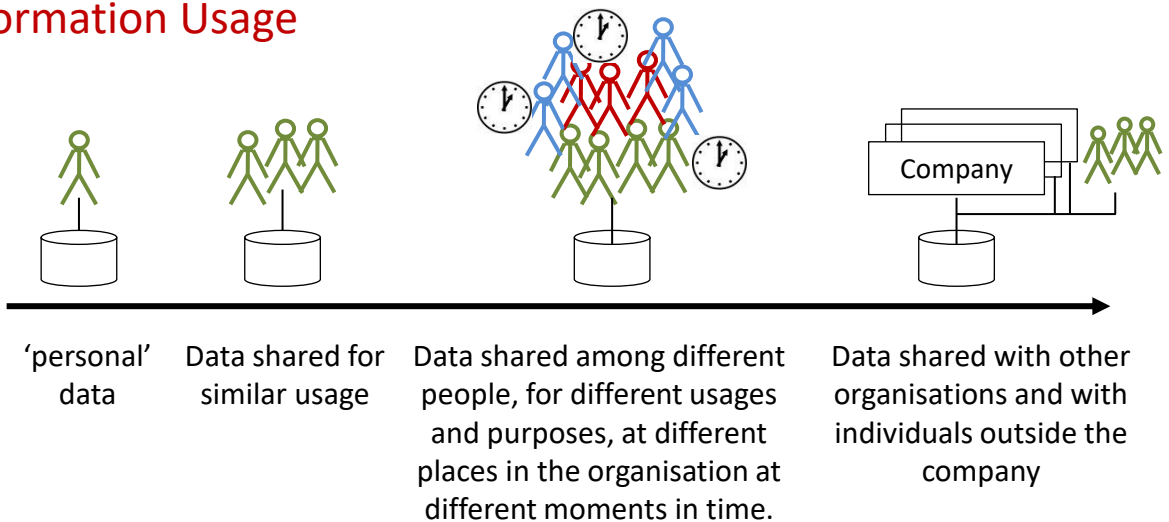 ormation Usage
Company
'personal'
data
Data shared for
similar usage
Data shared among different
people, for different usages
and purposes, at different
places in the organisation at
different moments in time.
Data shared with other
organisations and with
individuals outside the
company